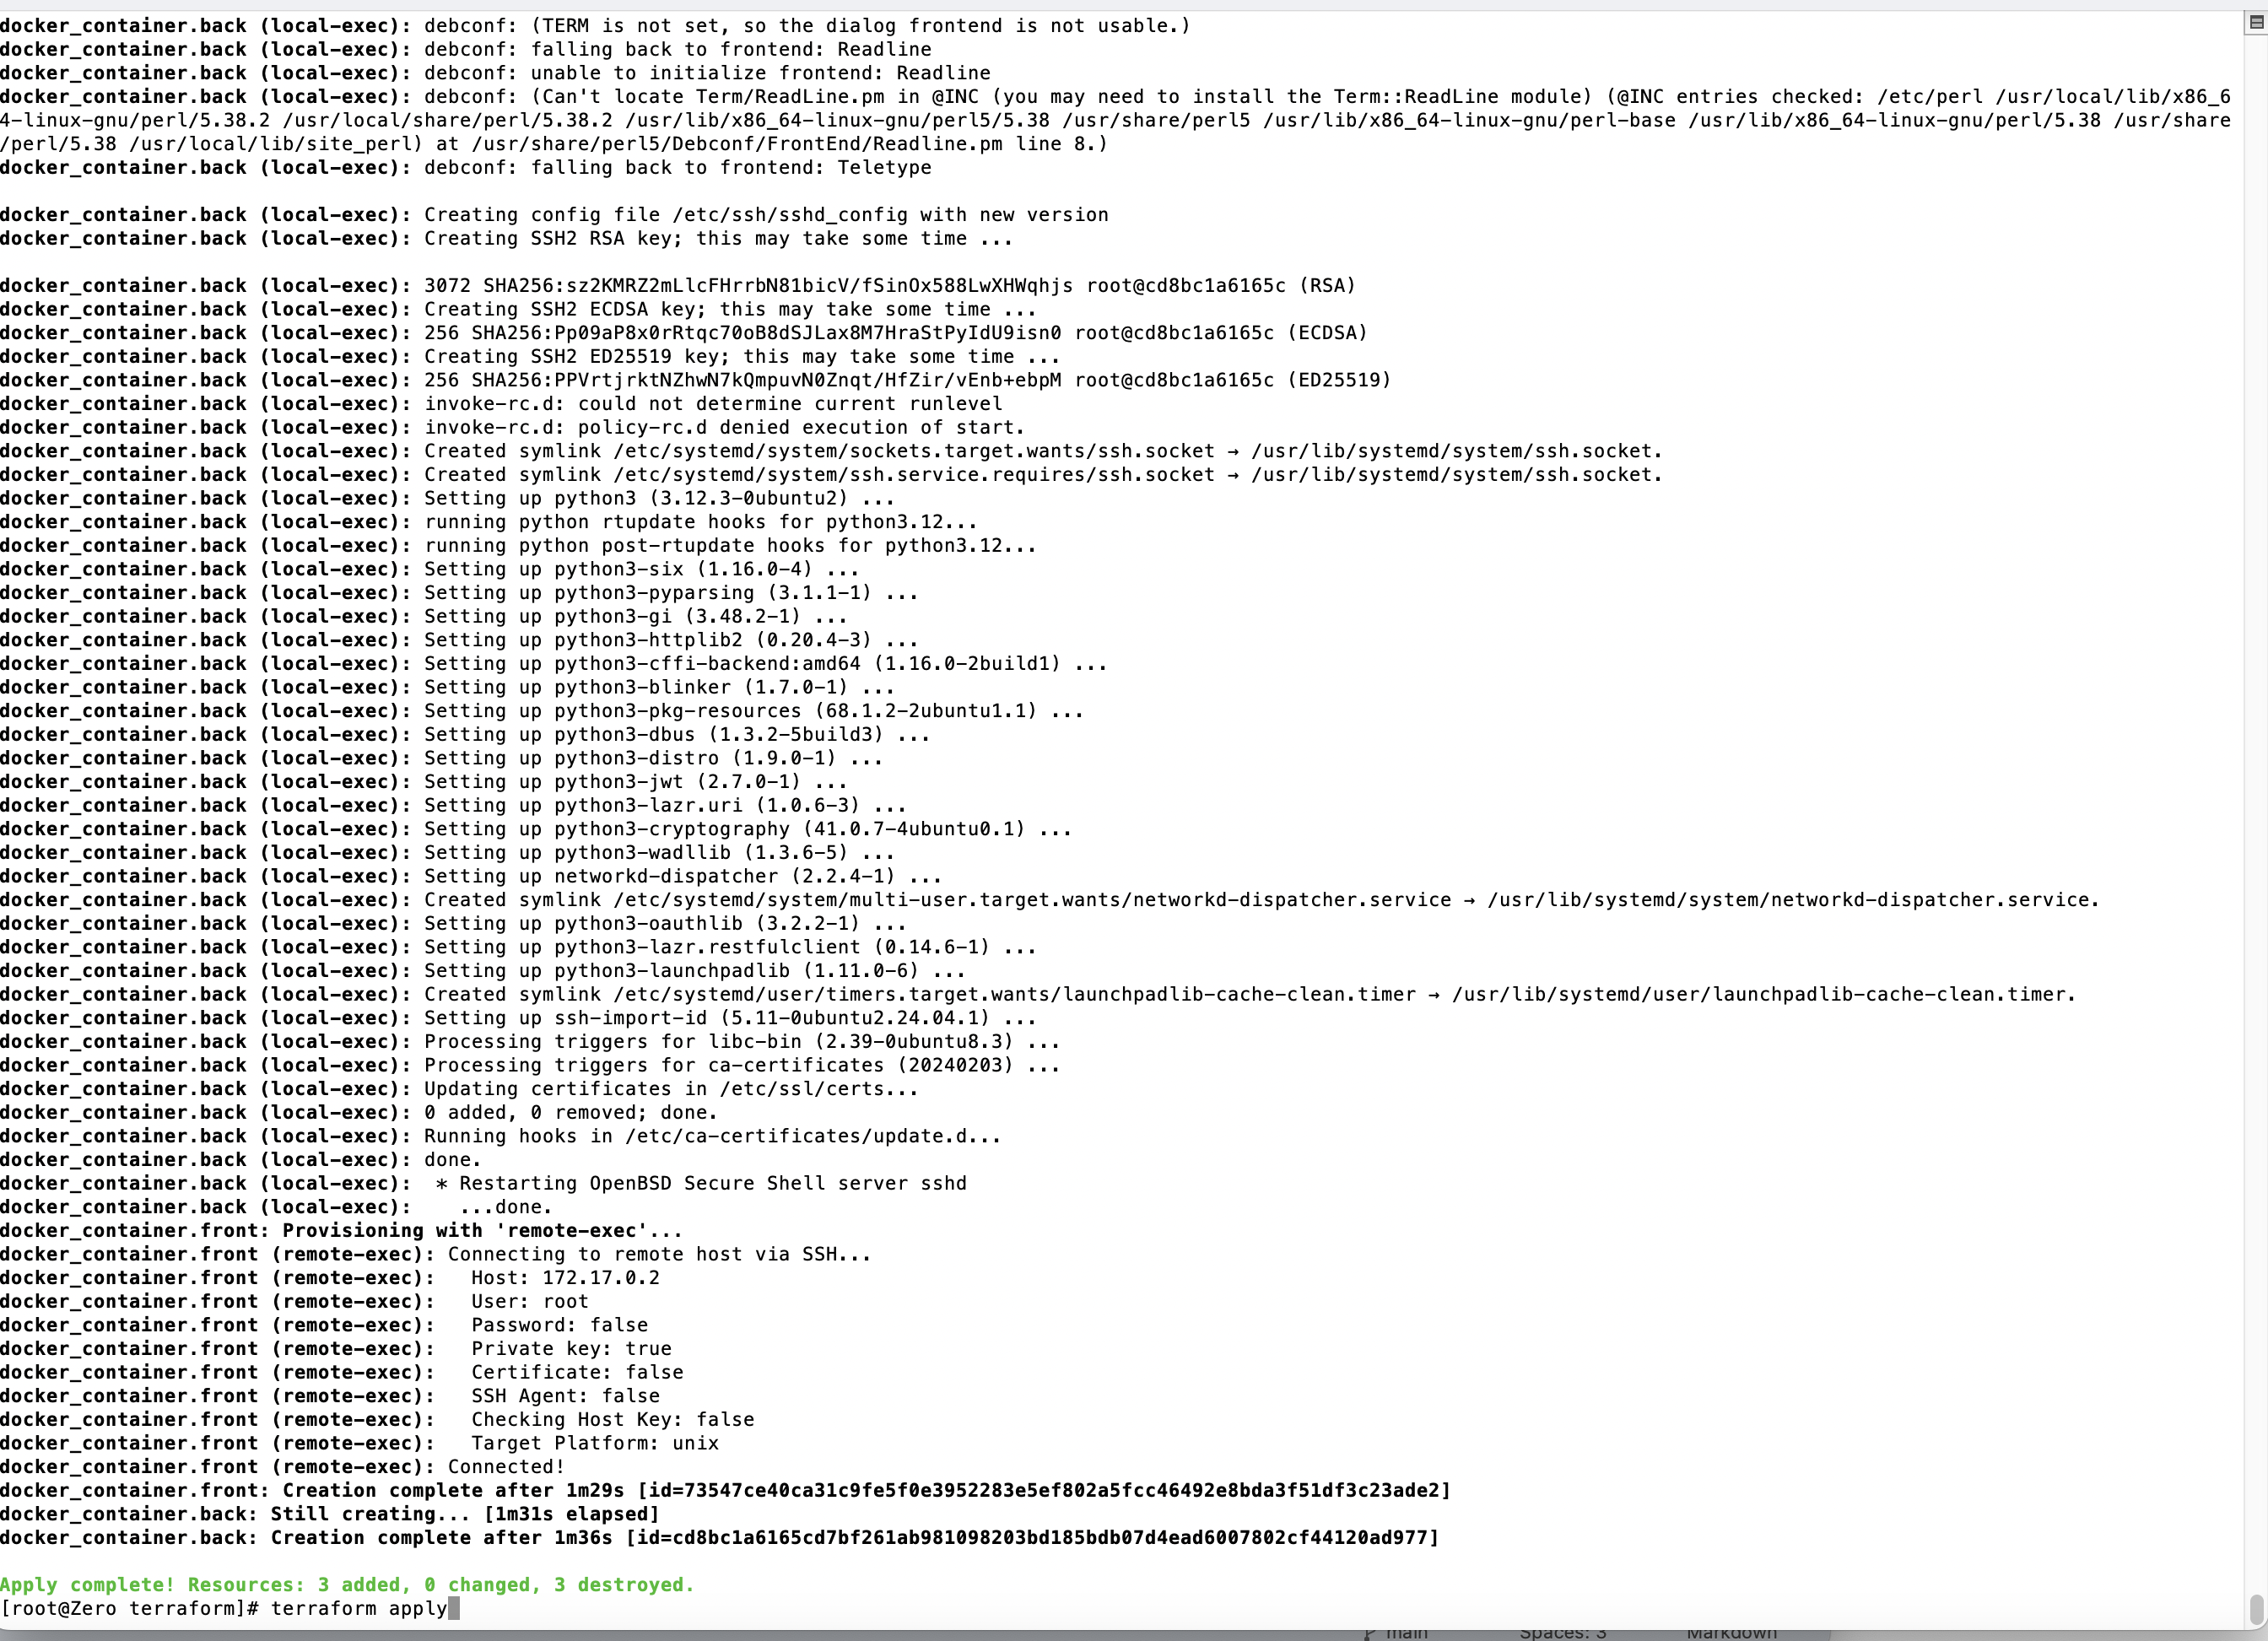 docker_container.back (local-exec): debconf: (TERM is not set, so the dialog frontend is not usable.)
docker_container.back (local-exec): debconf: falling back to frontend: Readline
docker_container.back (local-exec): debconf: unable to initialize frontend: Readline
docker_container.back (local-exec): debconf: (Can't locate Term/ReadLine.pm in @INC (you may need to install the Term::ReadLine module) (@INC entries checked: /etc/perl /usr/local/lib/x86_6
4-linux-gnu/perl/5.38.2 /usr/local/share/perl/5.38.2 /usr/lib/x86_64-linux-gnu/perl5/5.38 /usr/share/perl5 /usr/lib/x86_64-linux-gnu/perl-base /usr/lib/x86_64-linux-gnu/perl/5.38 /usr/share
/perl/5.38 /usr/local/lib/site_perl) at /usr/share/perl5/Debconf/FrontEnd/Readline.pm line 8.)
docker_container.back (local-exec): debconf: falling back to frontend: Teletype
docker_container.back (local-exec): Creating config file /etc/ssh/sshd_config with new version
docker_container.back (local-exec): Creating SSH2 RSA key; this may take some time ...
docker_container.back (local-exec): 3072 SHA256:sz2KMRZ2mLlcFHrrbN81bicV/fSinOx588LwXHWqhjs root@cd8bc1a6165c (RSA)
docker_container.back (local-exec): Creating SSH2 ECDSA key; this may take some time ...
docker_container.back (local-exec): 256 SHA256:Pp09aP8x0rRtqc70oB8dSJLax8M7HraStPyIdU9isn0 root@cd8bc1a6165c (ECDSA)
docker_container.back (local-exec): Creating SSH2 ED25519 key; this may take some time ...
docker_container.back (local-exec): 256 SHA256:PPVrtjrktNZhwN7kQmpuvN0Znqt/HfZir/vEnb+ebpM root@cd8bc1a6165c (ED25519)
docker_container.back (local-exec): invoke-rc.d: could not determine current runlevel
docker_container.back (local-exec): invoke-rc.d: policy-rc.d denied execution of start.
docker_container.back (local-exec): Created symlink /etc/systemd/system/sockets.target.wants/ssh.socket → /usr/lib/systemd/system/ssh.socket.
docker_container.back (local-exec): Created symlink /etc/systemd/system/ssh.service.requires/ssh.socket → /usr/lib/systemd/system/ssh.socket.
docker_container.back (local-exec): Setting up python3 (3.12.3-0ubuntu2) ...
docker_container.back (local-exec): running python rtupdate hooks for python3.12...
docker_container.back (local-exec): running python post-rtupdate hooks for python3.12...
docker_container.back (local-exec): Setting up python3-six (1.16.0-4) ...
docker_container.back (local-exec): Setting up python3-pyparsing (3.1.1-1) ...
docker_container.back (local-exec): Setting up python3-gi (3.48.2-1) ...
docker_container.back (local-exec): Setting up python3-httplib2 (0.20.4-3) ...
docker_container.back (local-exec): Setting up python3-cffi-backend:amd64 (1.16.0-2build1) ...
docker_container.back (local-exec): Setting up python3-blinker (1.7.0-1) ...
docker_container.back (local-exec): Setting up python3-pkg-resources (68.1.2-2ubuntu1.1) ...
docker_container.back (local-exec): Setting up python3-dbus (1.3.2-5build3) ...
docker_container.back (local-exec): Setting up python3-distro (1.9.0-1) ...
docker_container.back (local-exec): Setting up python3-jwt (2.7.0-1) ...
docker_container.back (local-exec): Setting up python3-lazr.uri (1.0.6-3) ...
docker_container.back (local-exec): Setting up python3-cryptography (41.0.7-4ubuntu0.1) ...
docker_container.back (local-exec): Setting up python3-wadllib (1.3.6-5) ...
docker_container.back (local-exec): Setting up networkd-dispatcher (2.2.4-1) ...
docker_container.back (local-exec): Created symlink /etc/systemd/system/multi-user.target.wants/networkd-dispatcher.service → /usr/lib/systemd/system/networkd-dispatcher.service.
docker_container.back (local-exec): Setting up python3-oauthlib (3.2.2-1) ...
docker_container.back (local-exec): Setting up python3-lazr.restfulclient (0.14.6-1) ...
docker_container.back (local-exec): Setting up python3-launchpadlib (1.11.0-6) ...
docker_container.back (local-exec): Created symlink /etc/systemd/user/timers.target.wants/launchpadlib-cache-clean.timer → /usr/lib/systemd/user/launchpadlib-cache-clean.timer.
docker_container.back (local-exec): Setting up ssh-import-id (5.11-0ubuntu2.24.04.1) ...
docker_container.back (local-exec): Processing triggers for libc-bin (2.39-0ubuntu8.3) ...
docker_container.back (local-exec): Processing triggers for ca-certificates (20240203) ...
docker_container.back (local-exec): Updating certificates in /etc/ssl/certs...
docker_container.back (local-exec): 0 added, 0 removed; done.
docker_container.back (local-exec): Running hooks in /etc/ca-certificates/update.d...
docker_container.back (local-exec): done.
docker_container.back (local-exec):  * Restarting OpenBSD Secure Shell server sshd
docker_container.back (local-exec):    ...done.
docker_container.front: Provisioning with 'remote-exec'...
docker_container.front (remote-exec): Connecting to remote host via SSH...
docker_container.front (remote-exec):   Host: 172.17.0.2
docker_container.front (remote-exec):   User: root
docker_container.front (remote-exec):   Password: false
docker_container.front (remote-exec):   Private key: true
docker_container.front (remote-exec):   Certificate: false
docker_container.front (remote-exec):   SSH Agent: false
docker_container.front (remote-exec):   Checking Host Key: false
docker_container.front (remote-exec):   Target Platform: unix
docker_container.front (remote-exec): Connected!
docker_container.front: Creation complete after 1m29s [id=73547ce40ca31c9fe5f0e3952283e5ef802a5fcc46492e8bda3f51df3c23ade2]
docker_container.back: Still creating... [1m31s elapsed]
docker_container.back: Creation complete after 1m36s [id=cd8bc1a6165cd7bf261ab981098203bd185bdb07d4ead6007802cf44120ad977]
Apply complete! Resources: 3 added, 0 changed, 3 destroyed.
[root@Zero terraform]# terraform apply
main Spaces: 3 Markdown